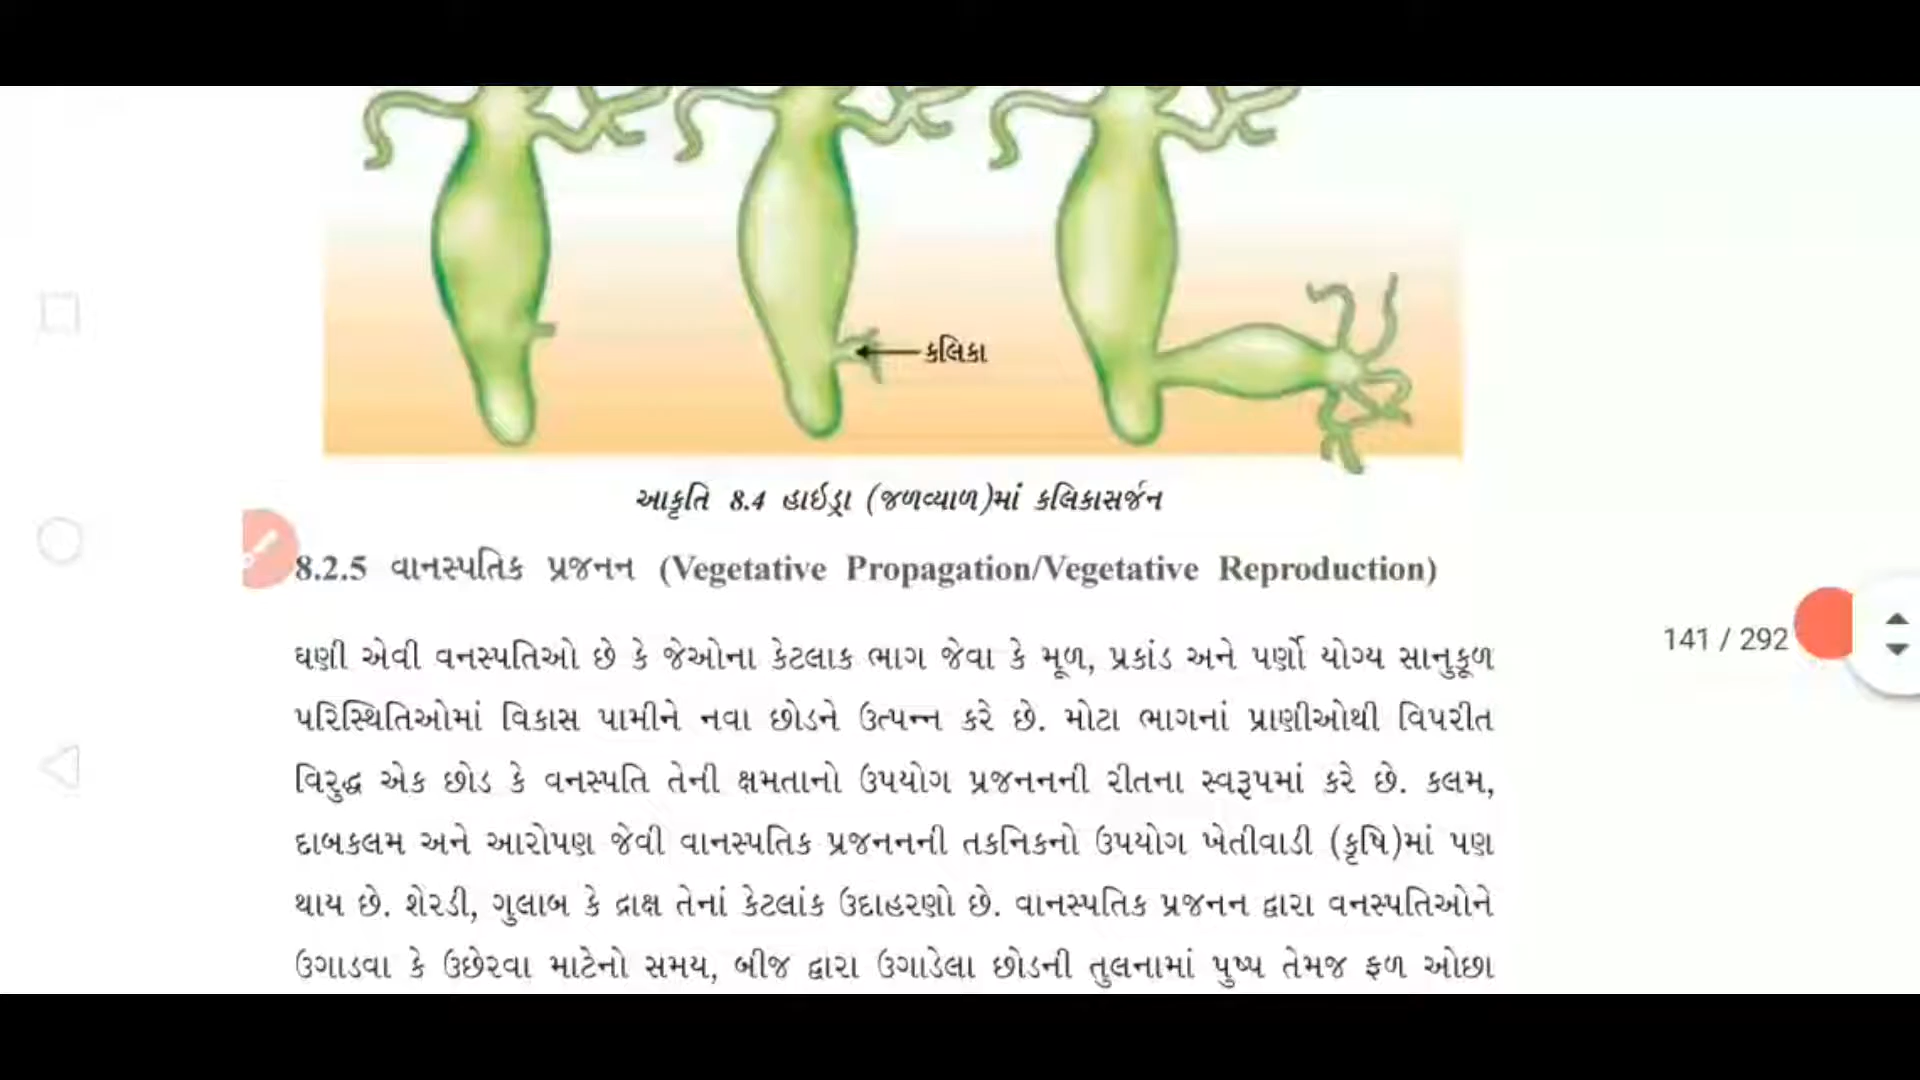 કલિકા
આકૃતિ 8.4 હાઈડ્રા (જળવ્યાળ)માં કલિકાસર્જન
8.2.5 વાનસ્પતિક પ્રજનન (Vegetative Propagation/Vegetative Reproduction)
141 / 292
ઘણી એવી વનસ્પતિઓ છે કે જેઓના કેટલાક ભાગ જેવા કે મૂળ, પ્રકાંડ અને પર્ણો યોગ્ય સાનુકૂળ
પરિસ્થિતિઓમાં વિકાસ પામીને નવા છોડને ઉત્પન્ન કરે છે. મોટા ભાગનાં પ્રાણીઓથી વિપરીત
વિરુદ્ધ એક છોડ કે વનસ્પતિ તેની ક્ષમતાનો ઉપયોગ પ્રજનનની રીતના સ્વરૂપમાં કરે છે. કલમ,
દાબકલમ અને આરોપણ જેવી વાનસ્પતિક પ્રજનનની તકનિકનો ઉપયોગ ખેતીવાડી (કૃષિ)માં પણ
થાય છે. શેરડી, ગુલાબ કે દ્રાક્ષ તેનાં કેટલાંક ઉદાહરણો છે. વાનસ્પતિક પ્રજનન દ્વારા વનસ્પતિઓને
ઉગાડવા કે ઉછેરવા માટેનો સમય, બીજ દ્વારા ઉગાડેલા છોડની તુલનામાં પુષ્પ તેમજ ફળ ઓછા